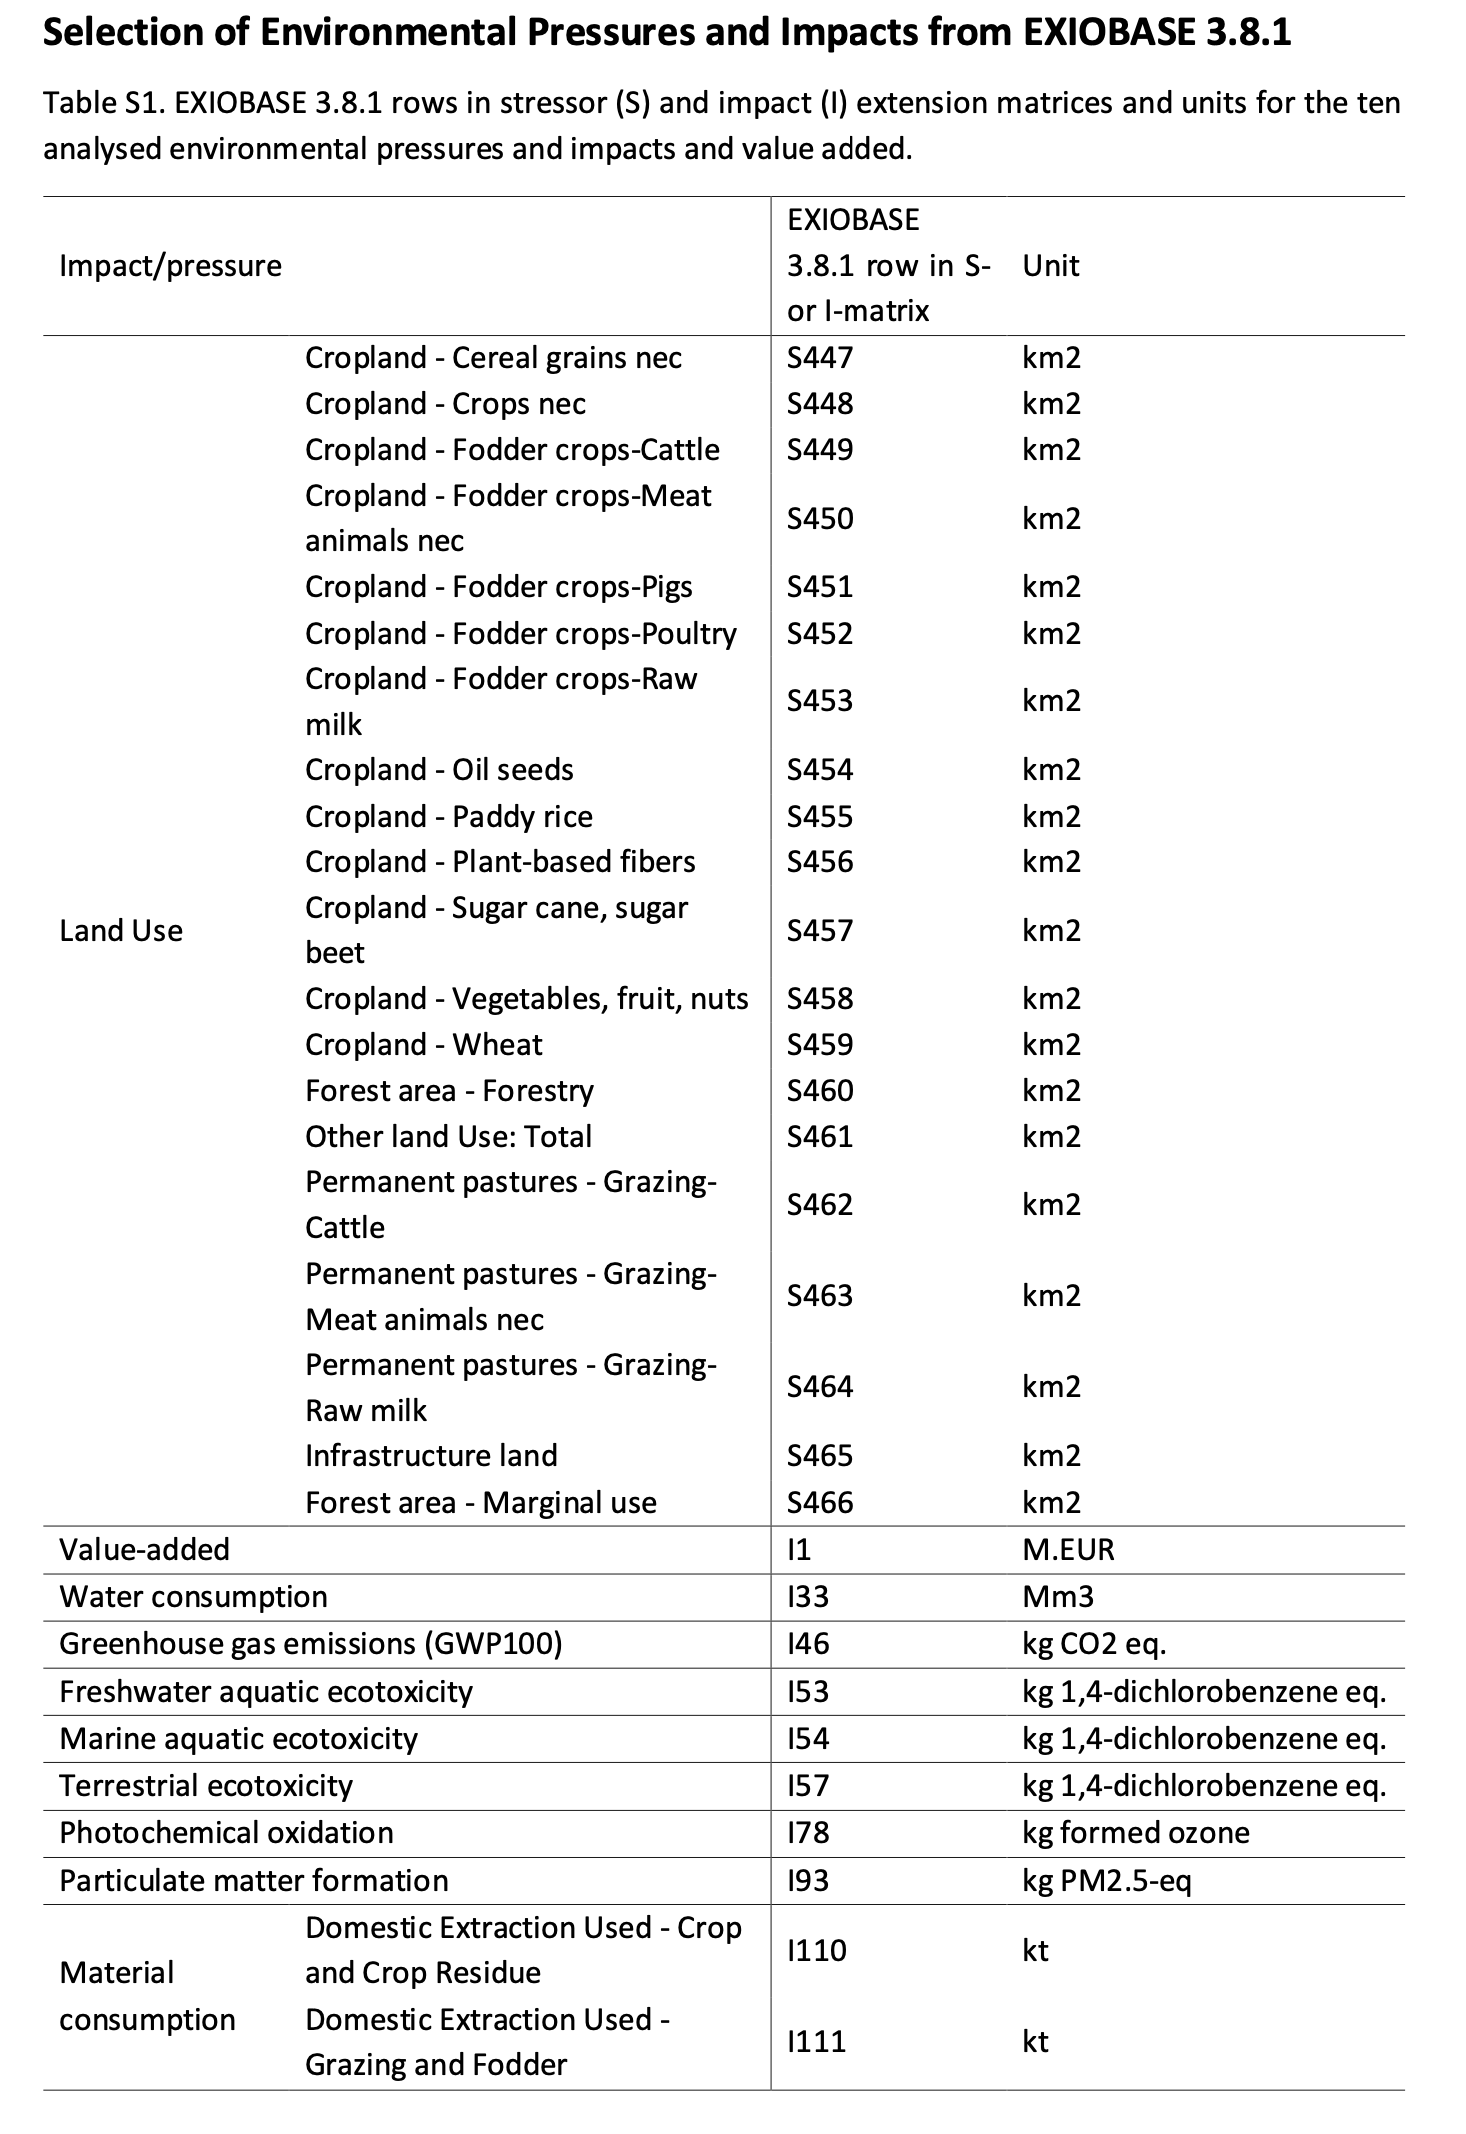 Selection of Environmental Pressures and Impacts from EXIOBASE 3.8.1
Table S1. EXIOBASE 3.8.1 rows in stressor (S) and impact (I) extension matrices and units for the ten
analysed environmental pressures and impacts and value added.
Impact/pressure
EXIOBASE
3.8.1 row in S-
or I-matrix
Unit
Land Use
Cropland - Cereal grains nec S447 km2
Cropland - Crops nec S448 km2
Cropland - Fodder crops-Cattle S449 km2
Cropland - Fodder crops-Meat
animals nec
S450 km2
Cropland - Fodder crops-Pigs S451 km2
Cropland - Fodder crops-Poultry S452 km2
Cropland - Fodder crops-Raw
milk
S453 km2
Cropland - Oil seeds S454 km2
Cropland - Paddy rice S455 km2
Cropland - Plant-based fibers S456 km2
Cropland - Sugar cane, sugar
beet
S457 km2
Cropland - Vegetables, fruit, nuts S458 km2
Cropland - Wheat S459 km2
Forest area - Forestry S460 km2
Other land Use: Total S461 km2
Permanent pastures - Grazing-
Cattle
S462 km2
Permanent pastures - Grazing-
Meat animals nec
S463 km2
Permanent pastures - Grazing-
Raw milk
S464 km2
Infrastructure land S465 km2
Forest area - Marginal use S466 km2
Value-added I1 M.EUR
Water consumption I33 Mm3
Greenhouse gas emissions (GWP100) I46 kg CO2 eq.
Freshwater aquatic ecotoxicity I53 kg 1,4-dichlorobenzene eq.
Marine aquatic ecotoxicity I54 kg 1,4-dichlorobenzene eq.
Terrestrial ecotoxicity I57 kg 1,4-dichlorobenzene eq.
Photochemical oxidation I78 kg formed ozone
Particulate matter formation I93 kg PM2.5-eq
Material
consumption
Domestic Extraction Used - Crop
and Crop Residue
I110 kt
Domestic Extraction Used -
Grazing and Fodder
I111 kt